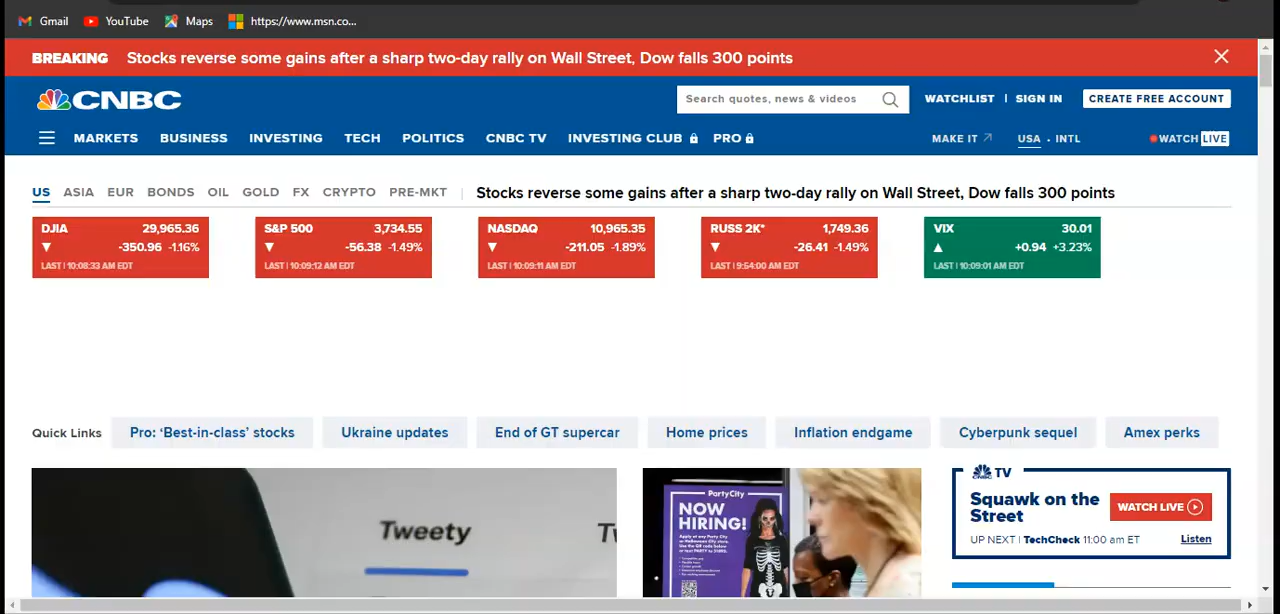 Gmail YouTube Maps https://www.msn.co...
BREAKING Stocks reverse some gains after a sharp two-day rally on Wall Street, Dow falls 300 points
CNBC Search quotes, news & videos WATCHLIST | SIGN IN CREATE FREE ACCOUNT
MARKETS BUSINESS INVESTING TECH POLITICS CNBC TV INVESTING CLUB PRO MAKE IT USA • INTL WATCH LIVE
US ASIA EUR BONDS OIL GOLD FX CRYPTO PRE-MKT | Stocks reverse some gains after a sharp two-day rally on Wall Street, Dow falls 300 points
DJIA 29,965.36
-350.96 -1.16%
LAST | 10:08:33 AM EDT
S&P 500 3,734.55
-56.38 -1.49%
LAST | 10:09:12 AM EDT
NASDAQ 10,965.35
-211.05 -1.89%
LAST | 10:09:11 AM EDT
RUSS 2K* 1,749.36
-26.41 -1.49%
LAST | 9:54:00 AM EDT
VIX 30.01
+0.94 +3.23%
LAST | 10:09:01 AM EDT
Quick Links Pro: ‘Best-in-class’ stocks Ukraine updates End of GT supercar Home prices Inflation endgame Cyberpunk sequel Amex perks
Tweety
PartyCity
NOW
HIRING!
CNBC TV
Squawk on the
Street
WATCH LIVE
UP NEXT | TechCheck 11:00 am ET Listen